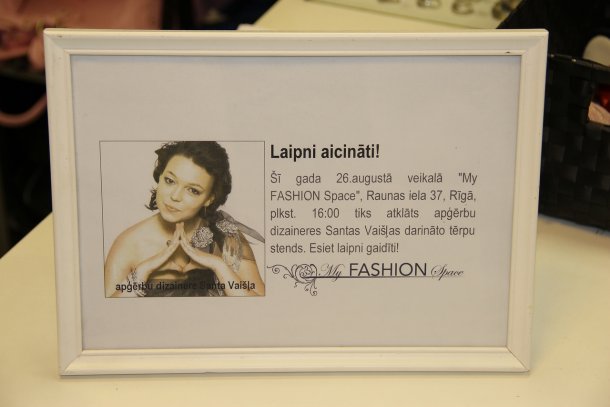 Laipni aicināti!
Šī gada 26.augustā veikalā "My
FASHION Space", Raunas iela 37, Rīgā,
plkst. 16:00 tiks atklāts apģērbu
dizaineres Santas Vaišļas darināto tērpu
stends. Esiet laipni gaidīti!
My FASHION Space
apģērbu dizainere Santa Vaišļa